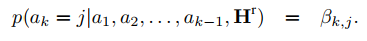 p(a_k = j|a_1, a_2, . . . , a_{k−1}, H^r) = β_{k,j}.